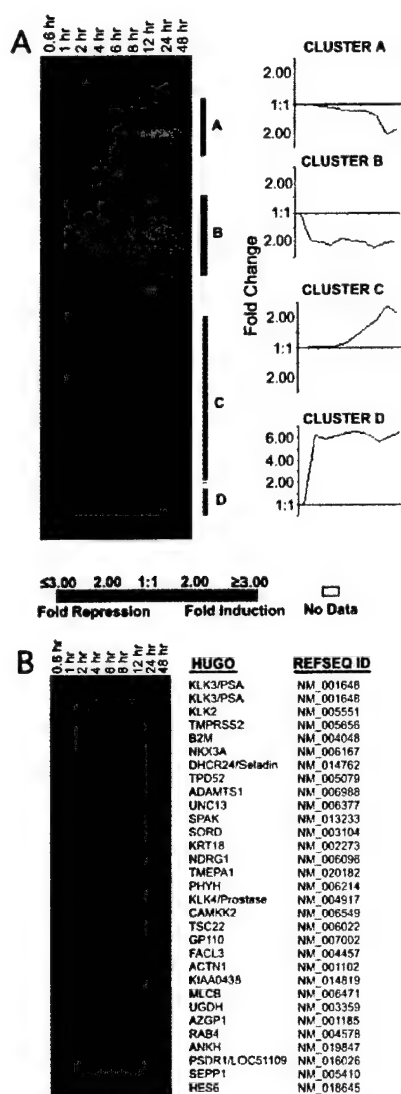 A
0.6 hr
1 hr
2 hr
4 hr
6 hr
8 hr
12 hr
24 hr
48 hr
A
B
C
D
Fold Change
CLUSTER A
2.00
1:1
2.00
CLUSTER B
2.00
1:1
2.00
CLUSTER C
2.00
1:1
2.00
CLUSTER D
6.00
4.00
2.00
1:1
≤3.00 2.00 1:1 2.00 ≥3.00
Fold Repression Fold Induction No Data
B
0.6 hr
1 hr
2 hr
4 hr
6 hr
8 hr
12 hr
24 hr
48 hr
HUGO REFSEQ ID
KLK3/PSA NM_001648
KLK3/PSA NM_001648
KLK2 NM_005551
TMPRSS2 NM_005656
B2M NM_004048
NKX3A NM_006167
DHCR24/Seladin NM_014762
TPD52 NM_005079
ADAMTS1 NM_006988
UNC13 NM_006377
SPAK NM_013233
SORD NM_003104
KRT18 NM_002273
NDRG1 NM_006096
TMEPA1 NM_020182
PHYH NM_006214
KLK4/Prostase NM_004917
CAMKK2 NM_006549
TSC22 NM_006022
GP110 NM_007002
FACL3 NM_004457
ACTN1 NM_001102
KIAA0438 NM_014819
MLCB NM_006471
UGDH NM_003359
AZGP1 NM_001185
RAB4 NM_004578
ANKH NM_019847
PSDR1/LOC51109 NM_016026
SEPP1 NM_005410
HES6 NM_018645